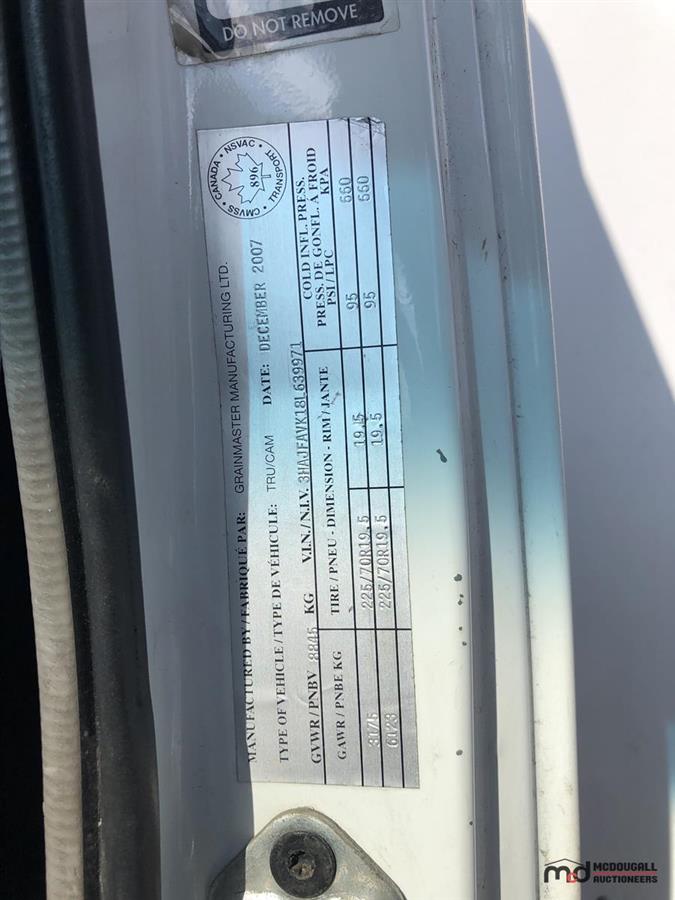 DO NOT REMOVE
CANADA • NSVAC • TRANSPORT • CMVSS •
896
MANUFACTURED BY / FABRIQUÉ PAR: GRAINMASTER MANUFACTURING LTD.
TYPE OF VEHICLE / TYPE DE VÉHICULE: TRU/CAM DATE: DECEMBER 2007
GVWR / PNBV 8845 KG V.I.N./ N.I.V. 3HAJFAVK18L639971
GAWR / PNBE KG TIRE / PNEU - DIMENSION - RIM / JANTE COLD INFL. PRESS. PRESS. DE GONFL. À FROID PSI / LPC KPA
3175 225/70R19.5 19.5 95 660
6123 225/70R19.5 19.5 95 660
md MCDOUGALL
AUCTIONEERS